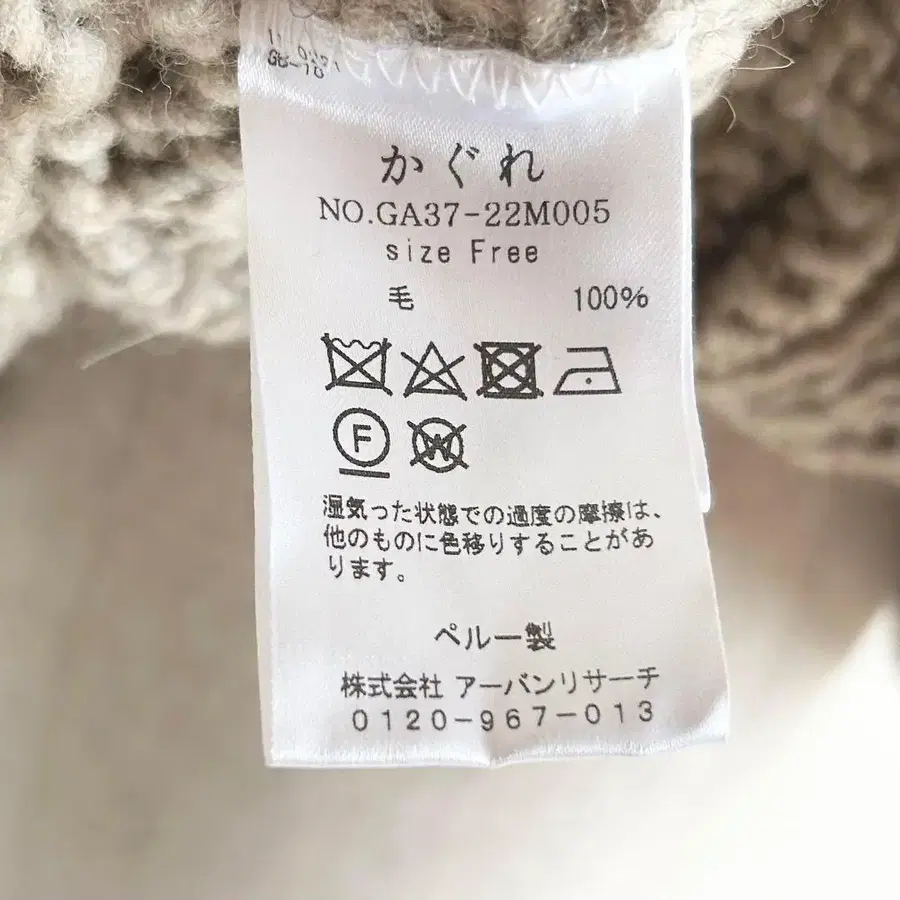 かぐれ
NO.GA37-22M005
size Free
毛 100%
F
W
湿気った状態での過度の摩擦は、
他のものに色移りすることがあ
ります。
ペルー製
株式会社 アーバンリサーチ
0120-967-013